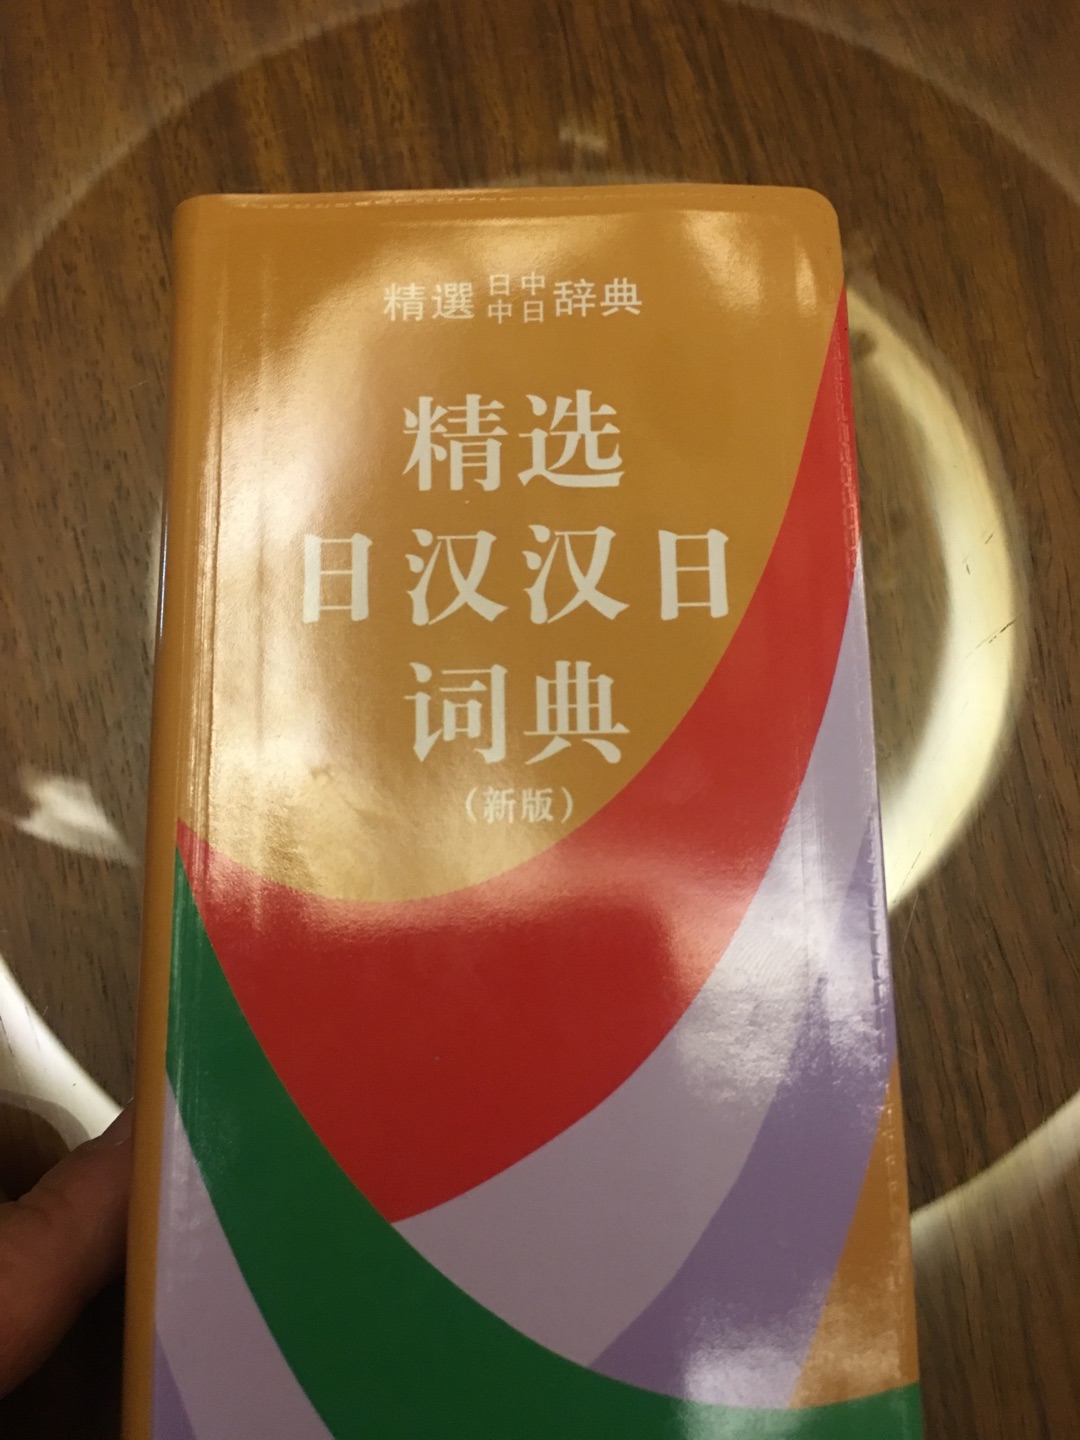 精選日中中日辞典
精选
日汉汉日
词典
（新版）